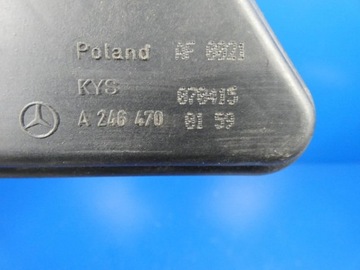 Poland AF 0021
KYS 070415
A 246 470 01 59